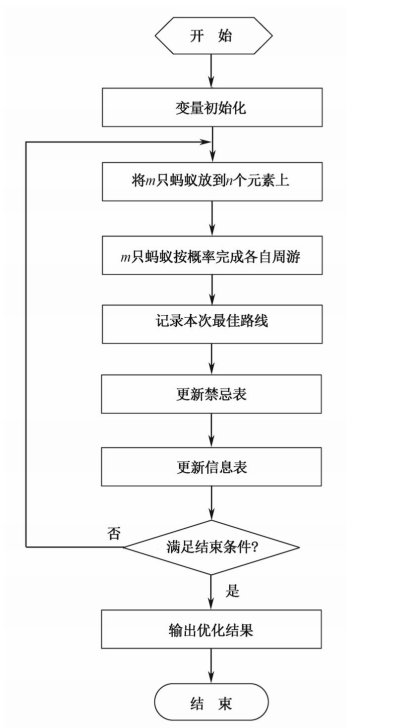 开 始
变量初始化
将m只蚂蚁放到n个元素上
m只蚂蚁按概率完成各自周游
记录本次最佳路线
更新禁忌表
更新信息表
否
满足结束条件?
是
输出优化结果
结 束